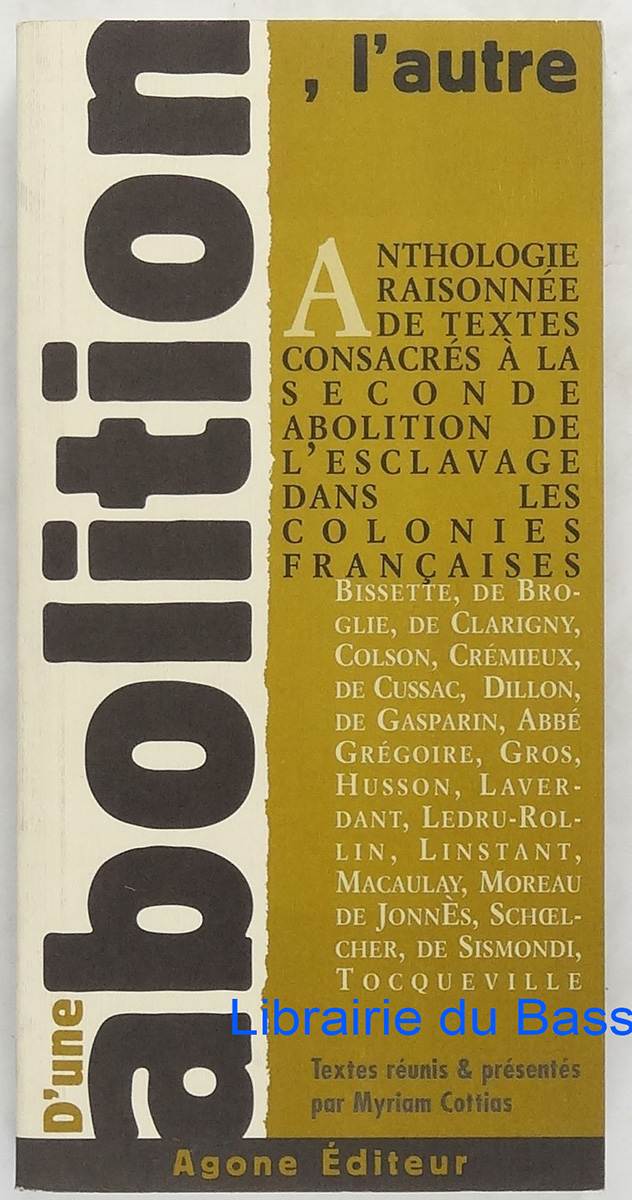 D'une
abolition
, l'autre
ANTHOLOGIE
RAISONNÉE
DE TEXTES
CONSACRÉS À LA
SECONDE
ABOLITION DE
L'ESCLAVAGE
DANS LES
COLONIES
FRANÇAISES
BISSETTE, DE BRO-
GLIE, DE CLARIGNY,
COLSON, CRÉMIEUX,
DE CUSSAC, DILLON,
DE GASPARIN, ABBÉ
GRÉGOIRE, GROS,
HUSSON, LAVER-
DANT, LEDRU-ROL-
LIN, LINSTANT,
MACAULAY, MOREAU
DE JONNÈS, SCHŒL-
CHER, DE SISMONDI,
TOCQUEVILLE
Librairie du Bass
Textes réunis & présentés
par Myriam Cottias
Agone Éditeur